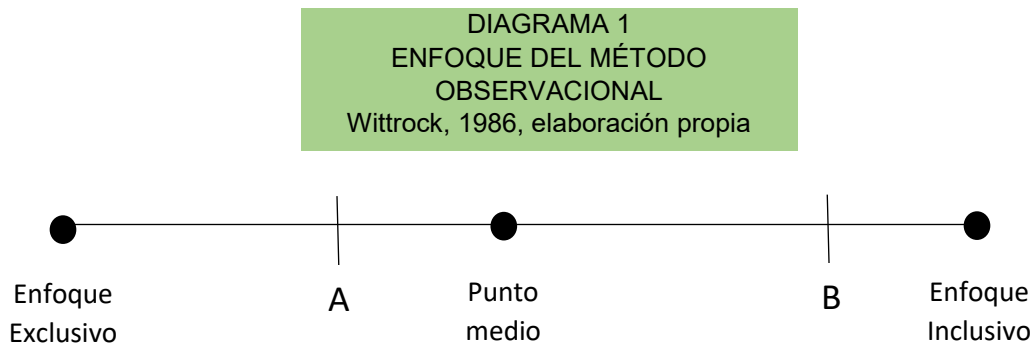 DIAGRAMA 1
ENFOQUE DEL MÉTODO
OBSERVACIONAL
Wittrock, 1986, elaboración propia
Enfoque
Exclusivo
A
Punto
medio
B
Enfoque
Inclusivo